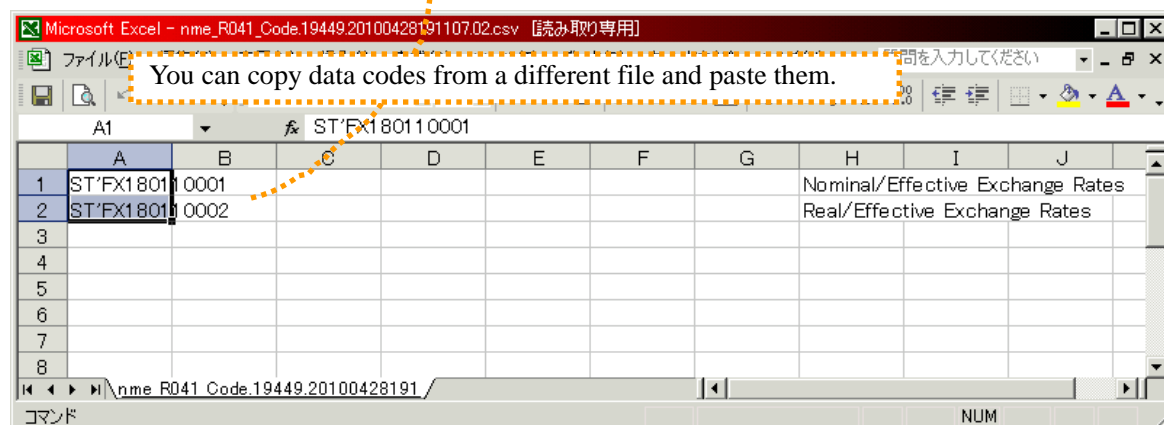 Microsoft Excel - nme_R041_Code.19449.20100428191107.02.csv [読み取り専用]
ファイル(F) 質問を入力してください
You can copy data codes from a different file and paste them.
A1 fx ST'FX180110001
A B C D E F G H I J
1 ST'FX180110001 Nominal/Effective Exchange Rates
2 ST'FX180110002 Real/Effective Exchange Rates
3
4
5
6
7
8
nme_R041_Code.19449.20100428191
コマンド NUM